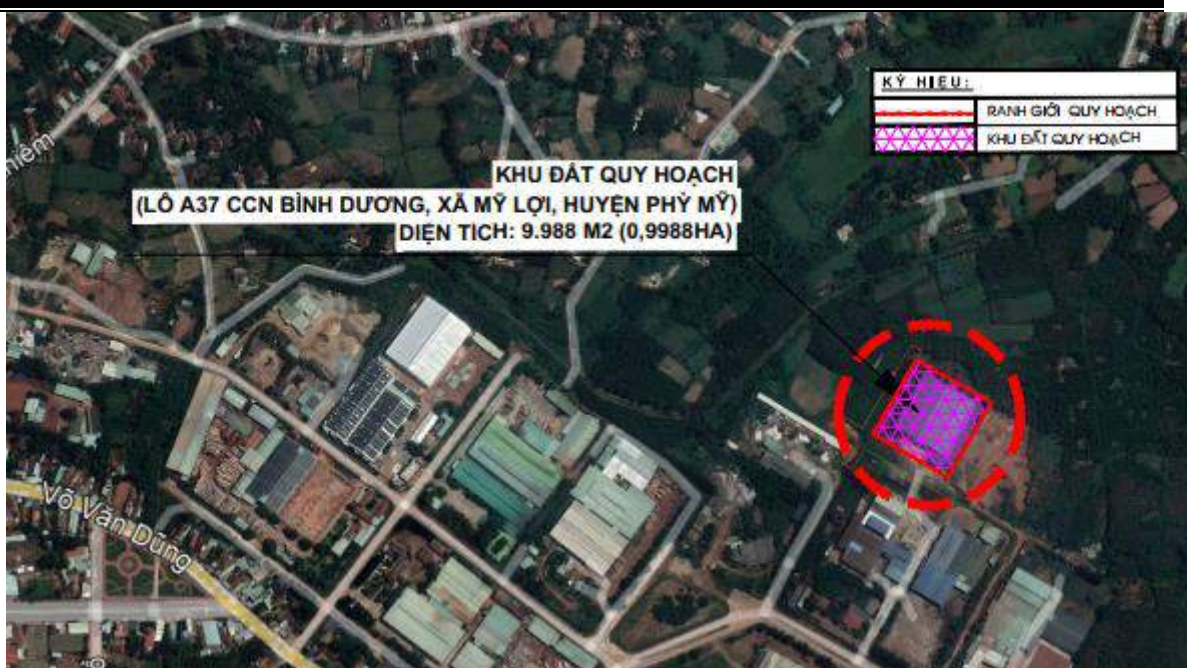 KÝ HIỆU:
RANH GIỚI QUY HOẠCH
KHU ĐẤT QUY HOẠCH
KHU ĐẤT QUY HOẠCH
(LÔ A37 CCN BÌNH DƯƠNG, XÃ MỸ LỢI, HUYỆN PHÙ MỸ)
DIỆN TÍCH: 9.988 M2 (0,9988HA)
Võ Văn Dũng